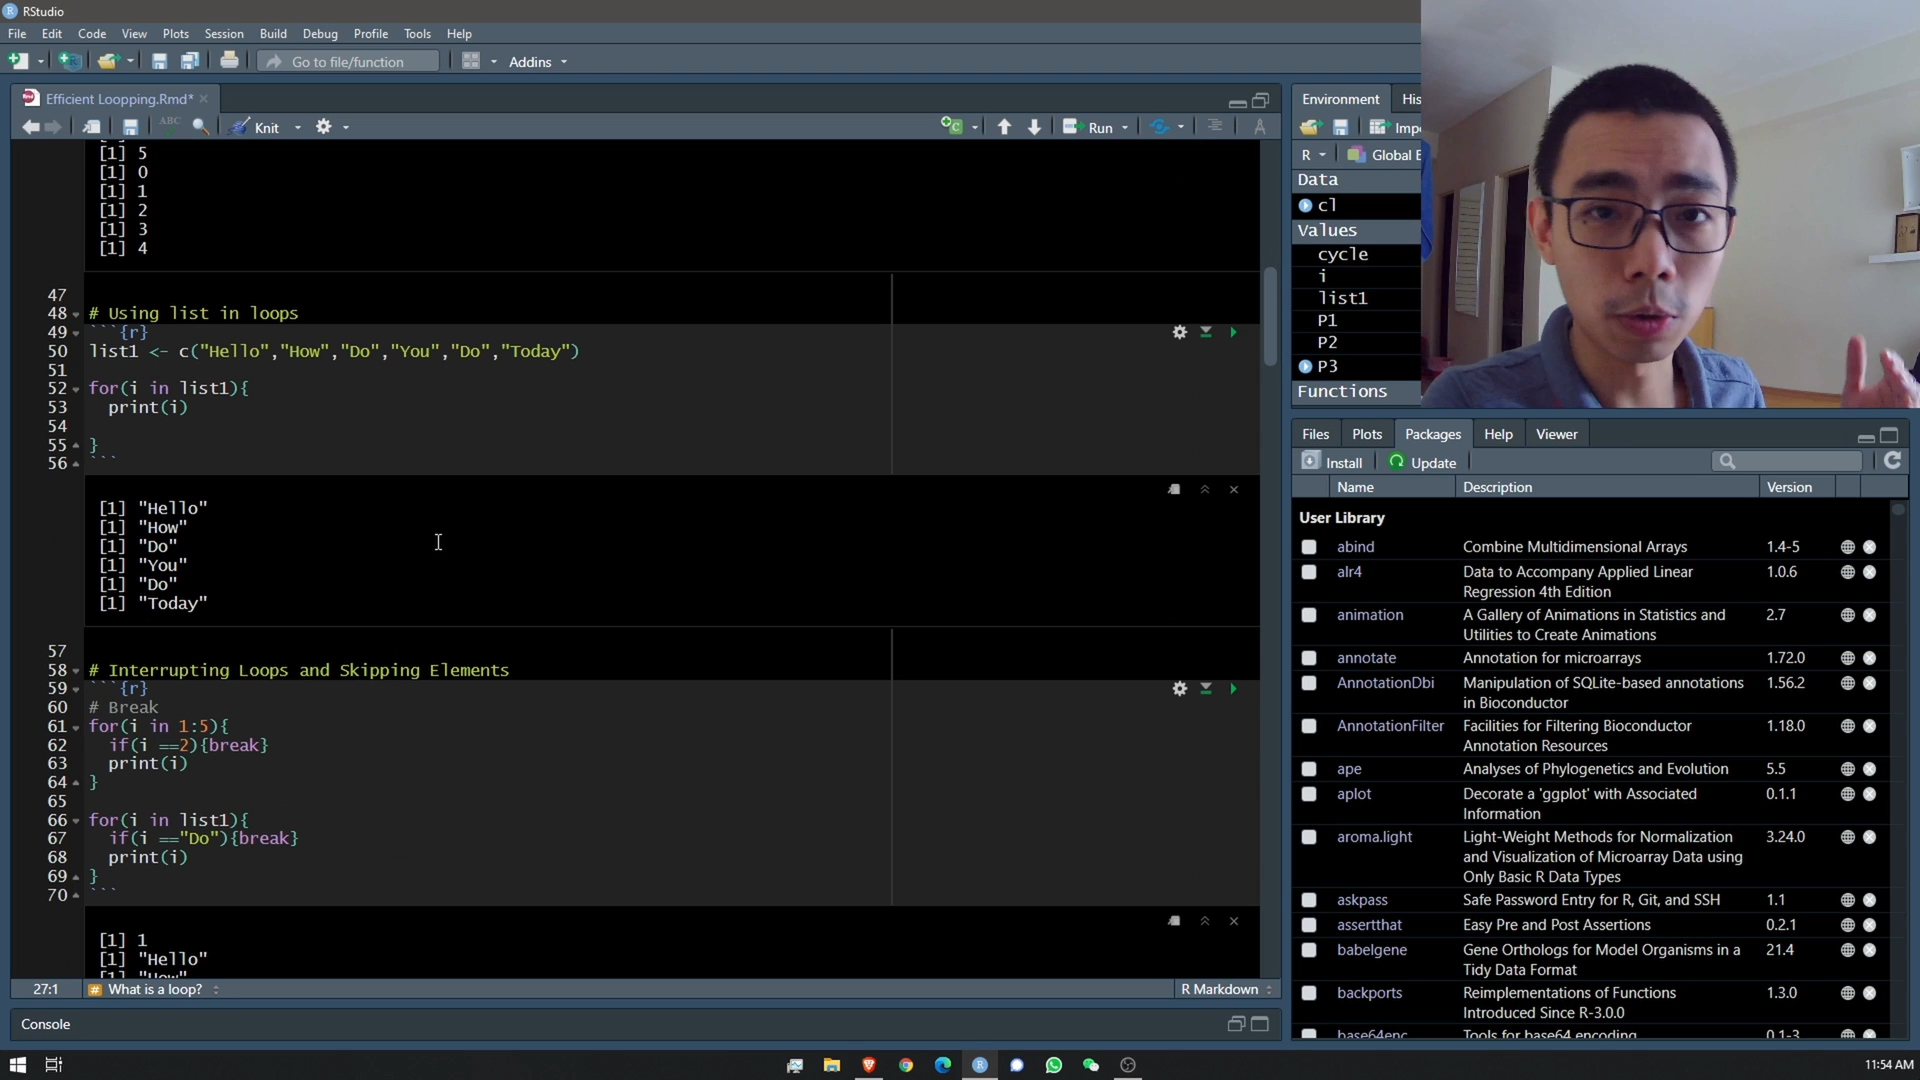 RStudio
File Edit Code View Plots Session Build Debug Profile Tools Help
Go to file/function Addins
Efficient Loopping.Rmd*
ABC Knit Run
[1] 5
[1] 0
[1] 1
[1] 2
[1] 3
[1] 4
47
48 # Using list in loops
49 ```{r}
50 list1 <- c("Hello","How","Do","You","Do","Today")
51
52 for(i in list1){
53 print(i)
54
55 }
56 ```
[1] "Hello"
[1] "How"
[1] "Do"
[1] "You"
[1] "Do"
[1] "Today"
57
58 # Interrupting Loops and Skipping Elements
59 ```{r}
60 # Break
61 for(i in 1:5){
62 if(i ==2){break}
63 print(i)
64 }
65
66 for(i in list1){
67 if(i =="Do"){break}
68 print(i)
69 }
70 ```
[1] 1
[1] "Hello"
[1] "How"
27:1 # What is a loop? R Markdown
Console
Environment His
Impo
R Global E
Data
cl
Values
cycle
i
list1
P1
P2
P3
Functions
Files Plots Packages Help Viewer
Install Update
Name Description Version
User Library
abind Combine Multidimensional Arrays 1.4-5
alr4 Data to Accompany Applied Linear 1.0.6
Regression 4th Edition
animation A Gallery of Animations in Statistics and 2.7
Utilities to Create Animations
annotate Annotation for microarrays 1.72.0
AnnotationDbi Manipulation of SQLite-based annotations 1.56.2
in Bioconductor
AnnotationFilter Facilities for Filtering Bioconductor 1.18.0
Annotation Resources
ape Analyses of Phylogenetics and Evolution 5.5
aplot Decorate a 'ggplot' with Associated 0.1.1
Information
aroma.light Light-Weight Methods for Normalization 3.24.0
and Visualization of Microarray Data using
Only Basic R Data Types
askpass Safe Password Entry for R, Git, and SSH 1.1
assertthat Easy Pre and Post Assertions 0.2.1
babelgene Gene Orthologs for Model Organisms in a 21.4
Tidy Data Format
backports Reimplementations of Functions 1.3.0
Introduced Since R-3.0.0
base64enc Tools for base64 encoding 0.1-3
11:54 AM